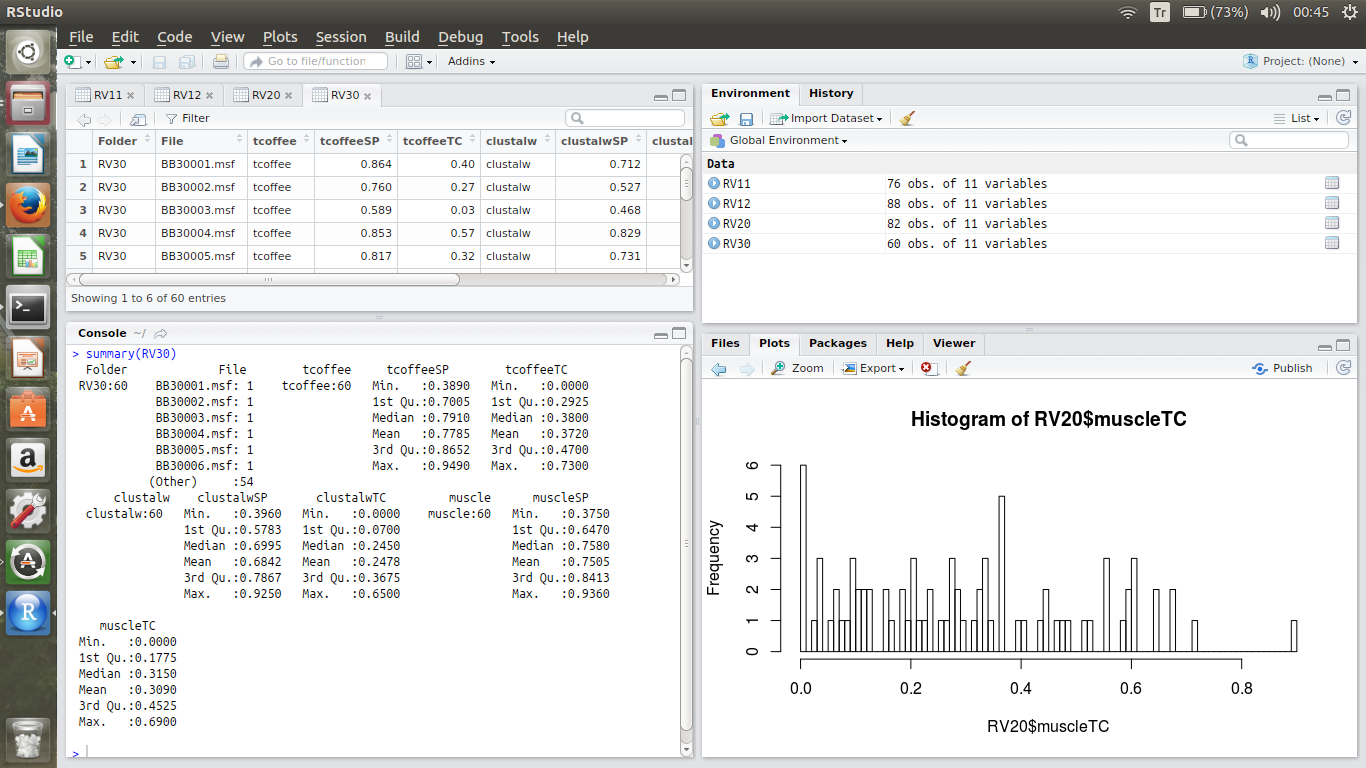 RStudio
Tr (73%) 00:45
File Edit Code View Plots Session Build Debug Tools Help
Go to file/function Addins Project: (None)
RV11 RV12 RV20 RV30
Filter
Folder File tcoffee tcoffeeSP tcoffeeTC clustalw clustalwSP clustal
1 RV30 BB30001.msf tcoffee 0.864 0.40 clustalw 0.712
2 RV30 BB30002.msf tcoffee 0.760 0.27 clustalw 0.527
3 RV30 BB30003.msf tcoffee 0.589 0.03 clustalw 0.468
4 RV30 BB30004.msf tcoffee 0.853 0.57 clustalw 0.829
5 RV30 BB30005.msf tcoffee 0.817 0.32 clustalw 0.731
Showing 1 to 6 of 60 entries
Console ~/
> summary(RV30)
Folder File tcoffee tcoffeeSP tcoffeeTC
RV30:60 BB30001.msf: 1 tcoffee:60 Min. :0.3890 Min. :0.0000
BB30002.msf: 1 1st Qu.:0.7005 1st Qu.:0.2925
BB30003.msf: 1 Median :0.7910 Median :0.3800
BB30004.msf: 1 Mean :0.7785 Mean :0.3720
BB30005.msf: 1 3rd Qu.:0.8652 3rd Qu.:0.4700
BB30006.msf: 1 Max. :0.9490 Max. :0.7300
(Other) :54
clustalw clustalwSP clustalwTC muscle muscleSP
clustalw:60 Min. :0.3960 Min. :0.0000 muscle:60 Min. :0.3750
1st Qu.:0.5783 1st Qu.:0.0700 1st Qu.:0.6470
Median :0.6995 Median :0.2450 Median :0.7580
Mean :0.6842 Mean :0.2478 Mean :0.7505
3rd Qu.:0.7867 3rd Qu.:0.3675 3rd Qu.:0.8413
Max. :0.9250 Max. :0.6500 Max. :0.9360
muscleTC
Min. :0.0000
1st Qu.:0.1775
Median :0.3150
Mean :0.3090
3rd Qu.:0.4525
Max. :0.6900
>
Environment History
Import Dataset List
Global Environment
Data
RV11 76 obs. of 11 variables
RV12 88 obs. of 11 variables
RV20 82 obs. of 11 variables
RV30 60 obs. of 11 variables
Files Plots Packages Help Viewer
Zoom Export Publish
Histogram of RV20$muscleTC
Frequency
6
5
4
3
2
1
0
0.0 0.2 0.4 0.6 0.8
RV20$muscleTC